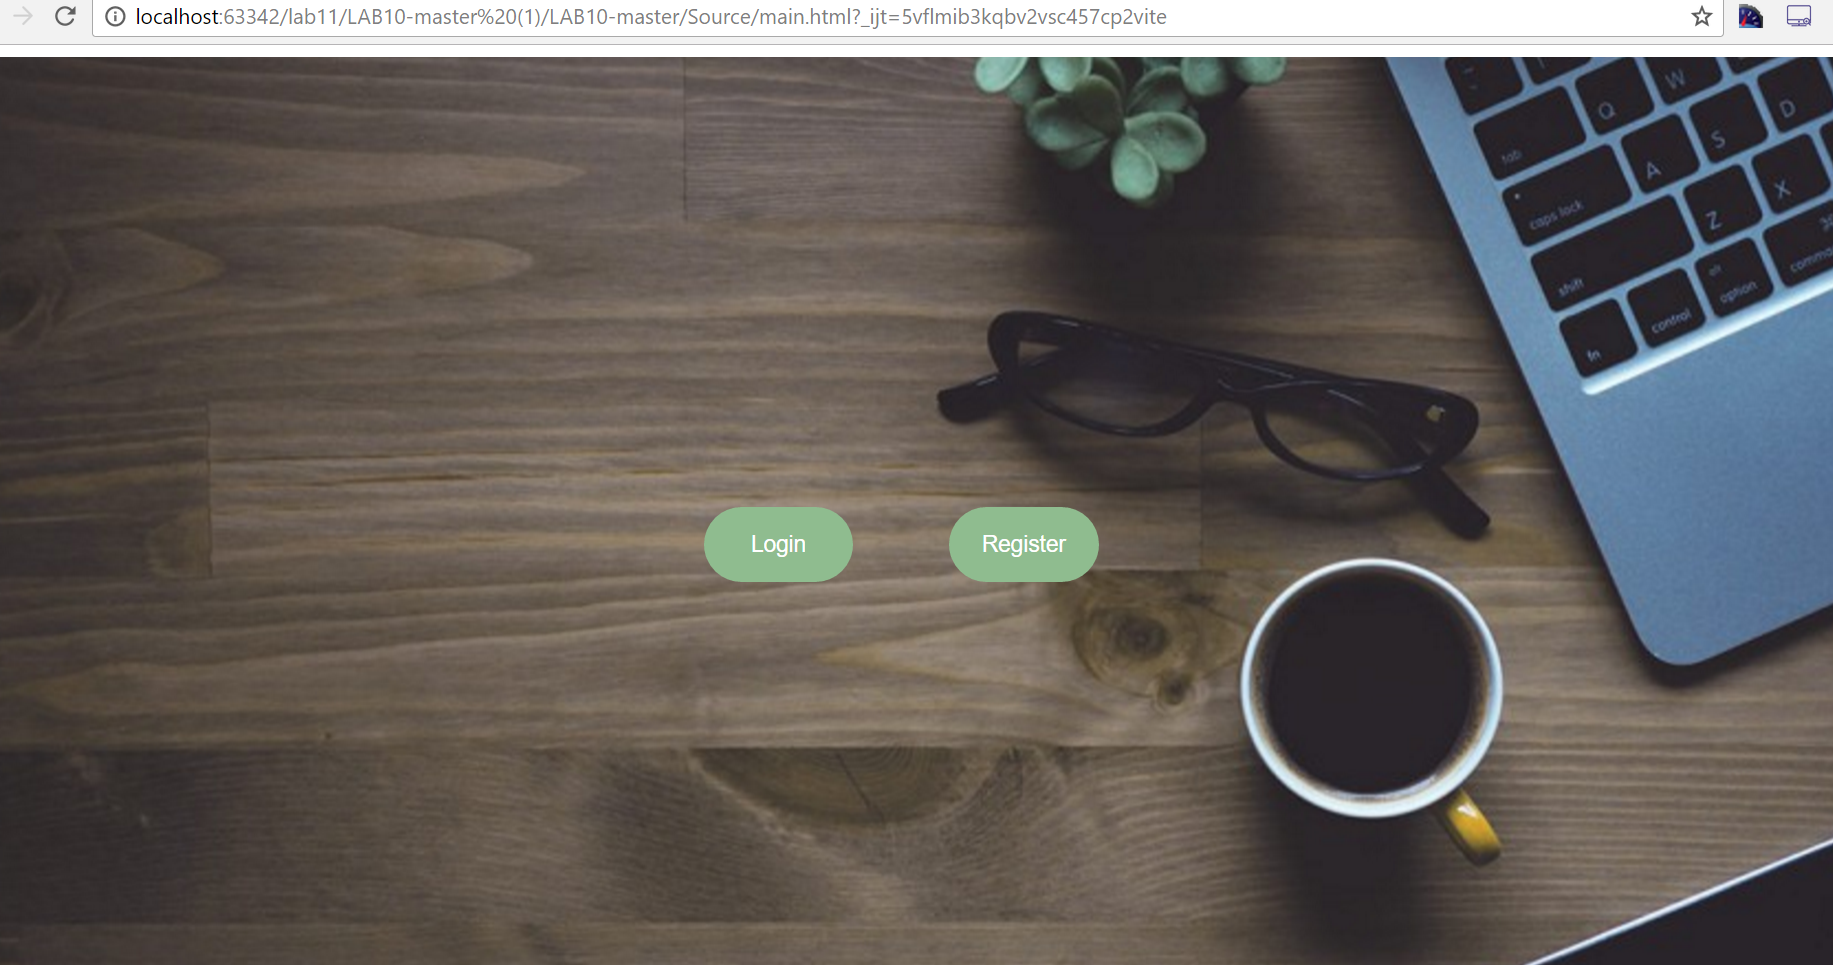 localhost:63342/lab11/LAB10-master%20(1)/LAB10-master/Source/main.html?_ijt=5vflmib3kqbv2vsc457cp2vite
W
Q
D
tab
S
A
caps lock
X
Z
shift
alt
option
control
fn
Login
Register